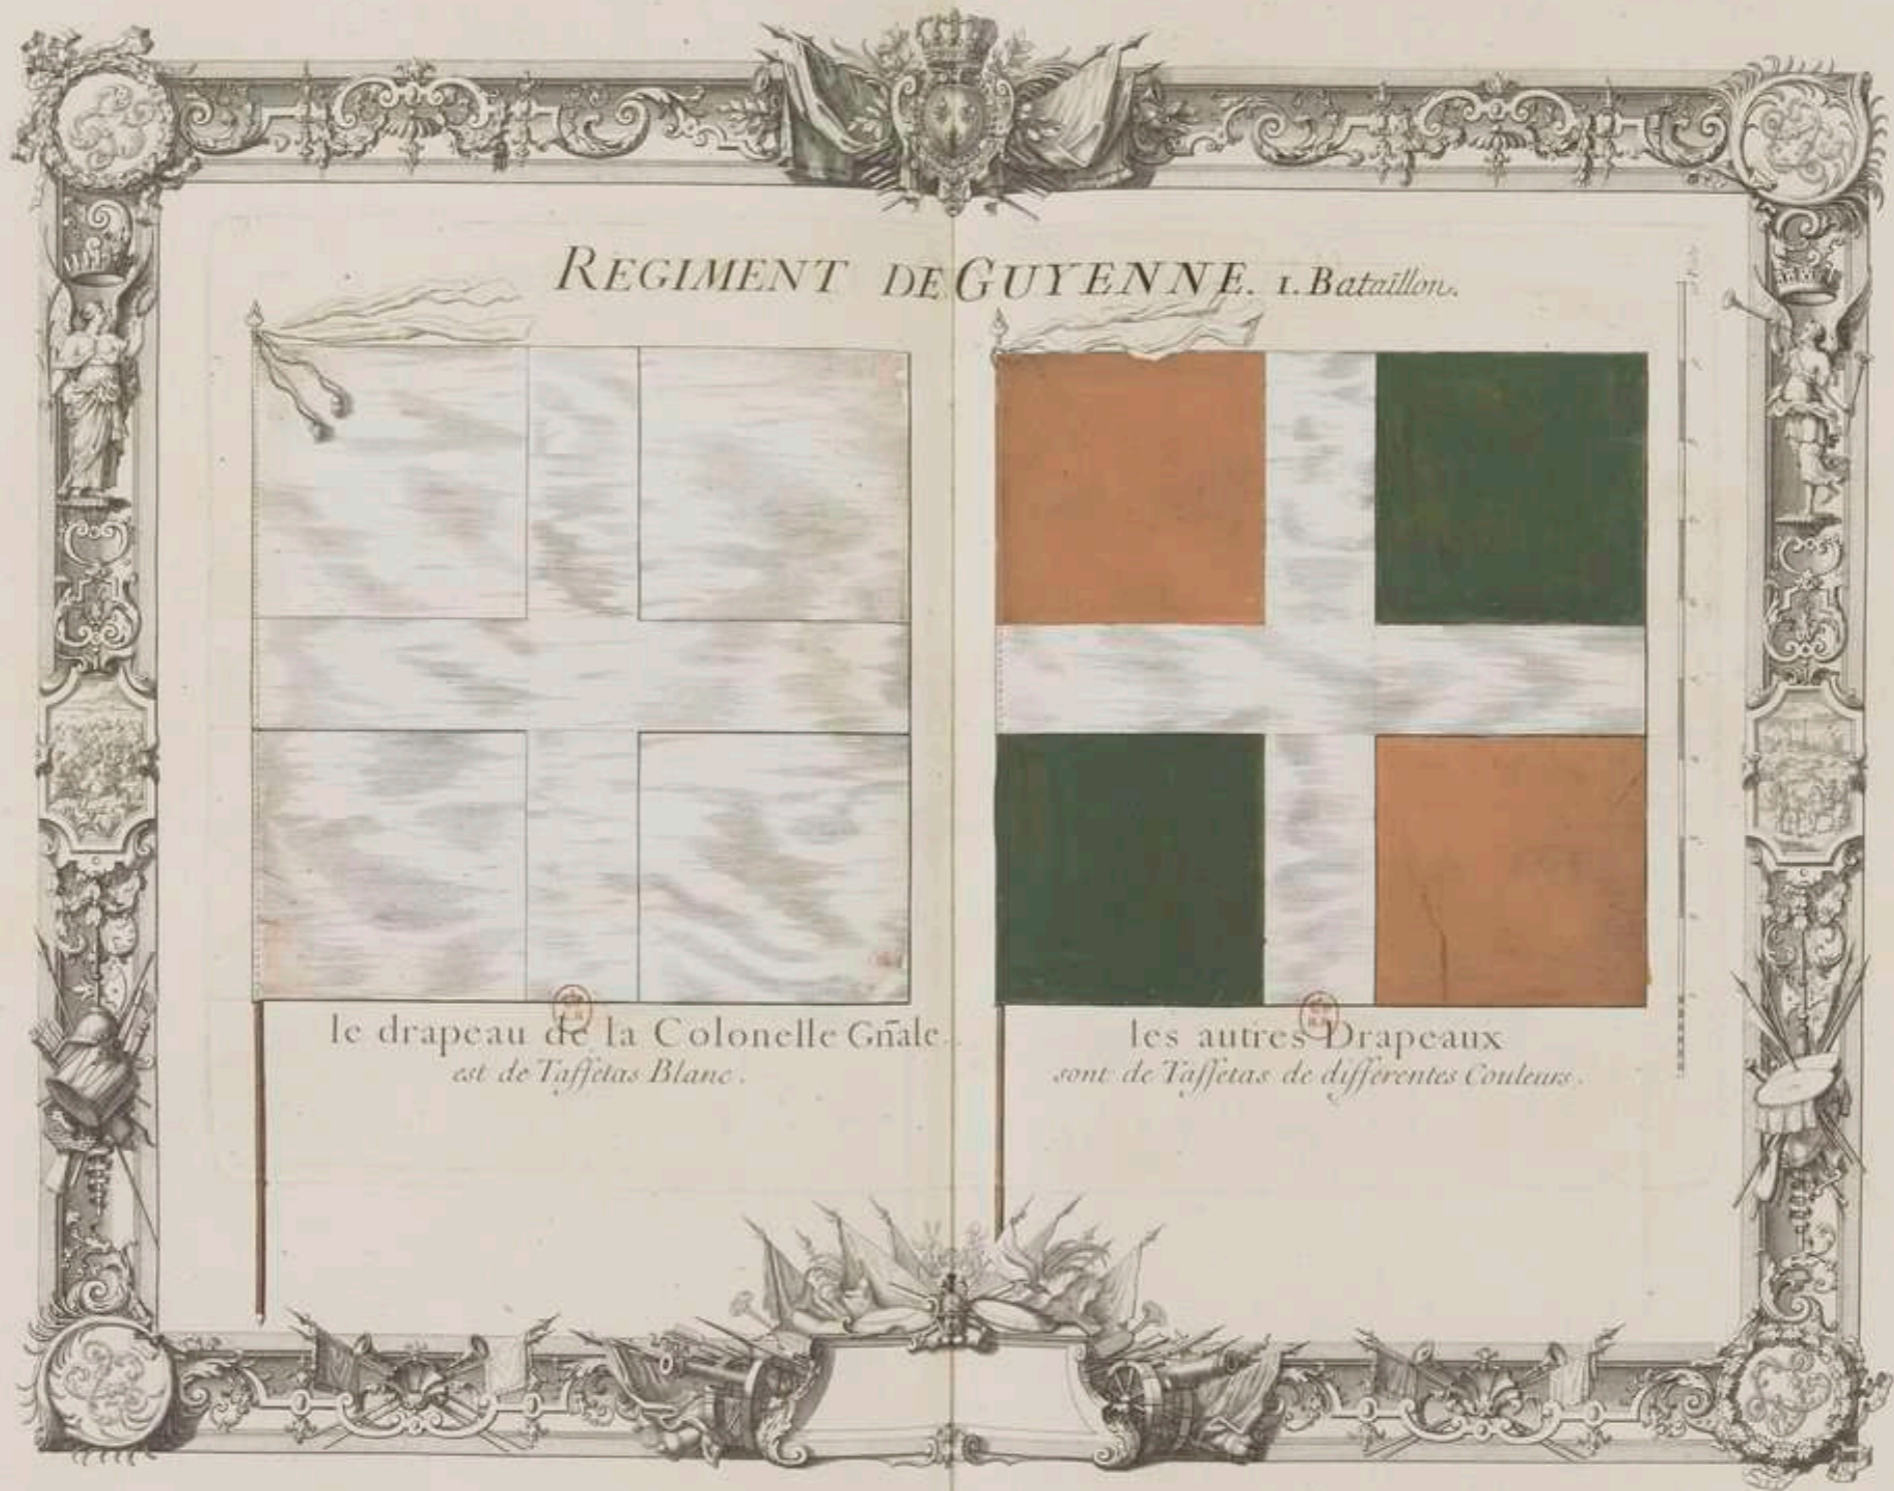 REGIMENT DE GUYENNE. 1. Bataillon.
le drapeau de la Colonelle Gñale.
est de Taffetas Blanc.
les autres Drapeaux
sont de Taffetas de differentes Couleurs.